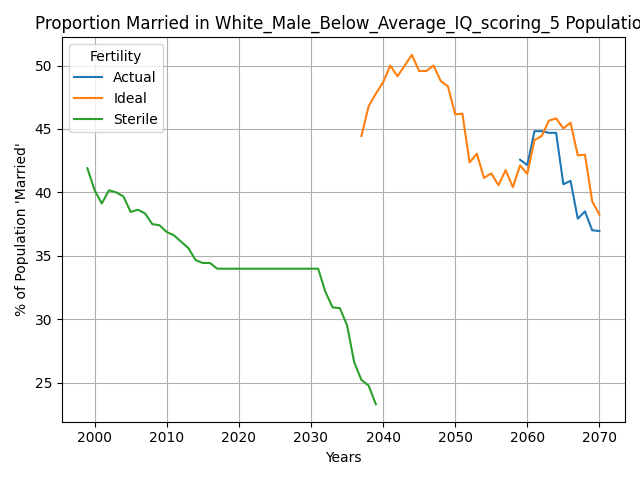 Proportion Married in White_Male_Below_Average_IQ_scoring_5 Populatio
Fertility
Actual
Ideal
Sterile
% of Population 'Married'
50
45
40
35
30
25
2000 2010 2020 2030 2040 2050 2060 2070
Years